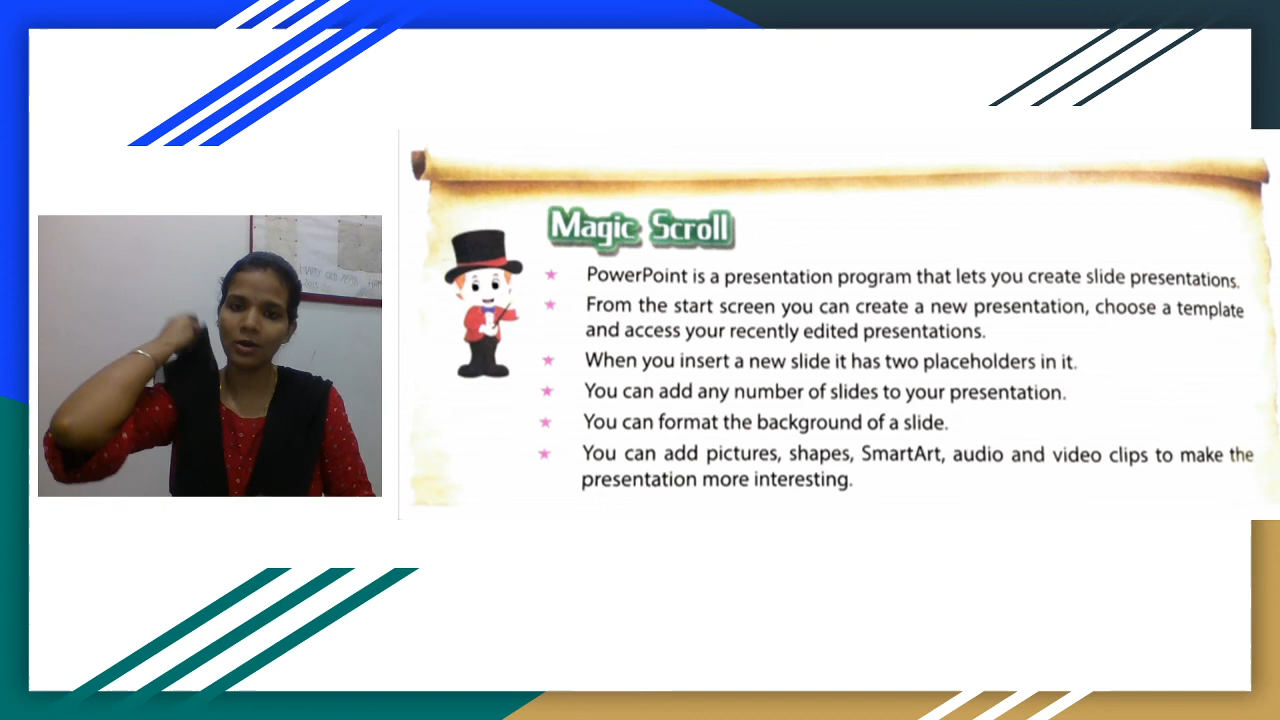 Magic Scroll
PowerPoint is a presentation program that lets you create slide presentations.
From the start screen you can create a new presentation, choose a template
and access your recently edited presentations.
When you insert a new slide it has two placeholders in it.
You can add any number of slides to your presentation.
You can format the background of a slide.
You can add pictures, shapes, SmartArt, audio and video clips to make the
presentation more interesting.